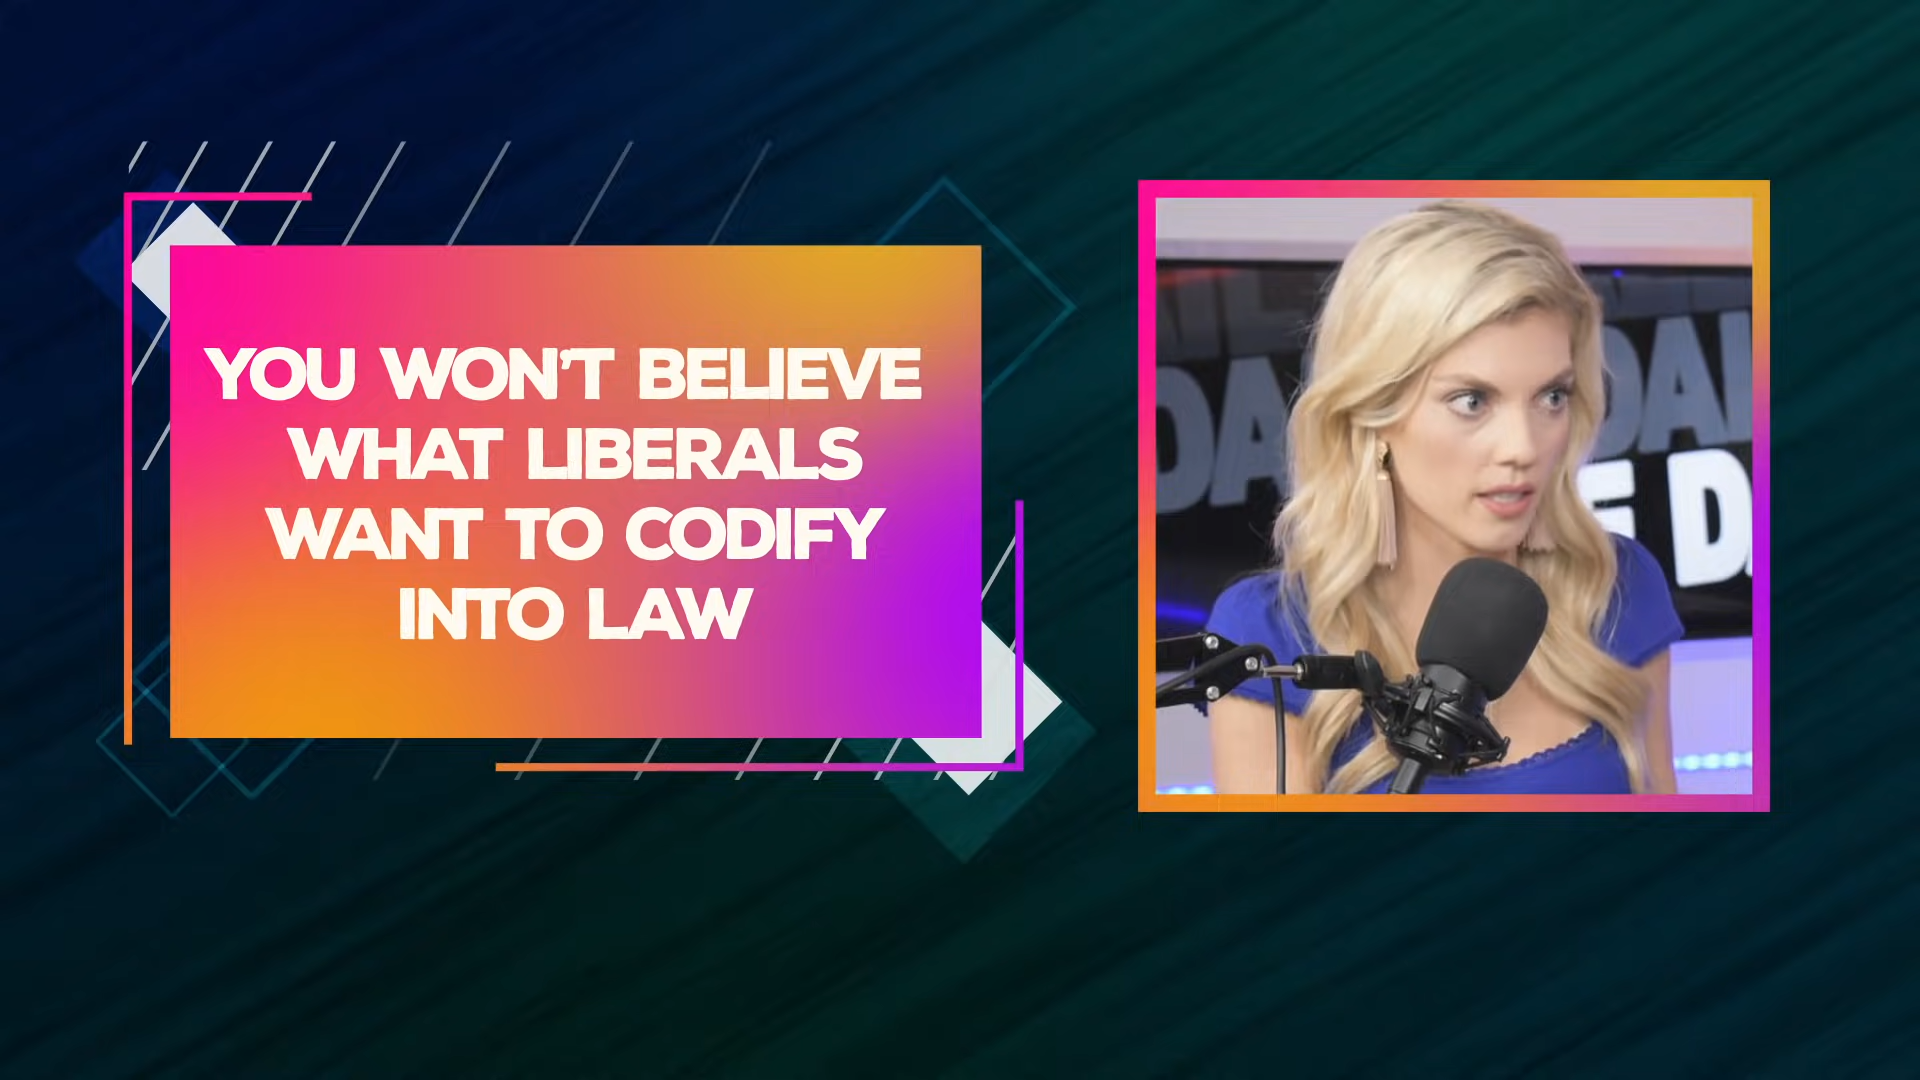 YOU WON'T BELIEVE
WHAT LIBERALS
WANT TO CODIFY
INTO LAW